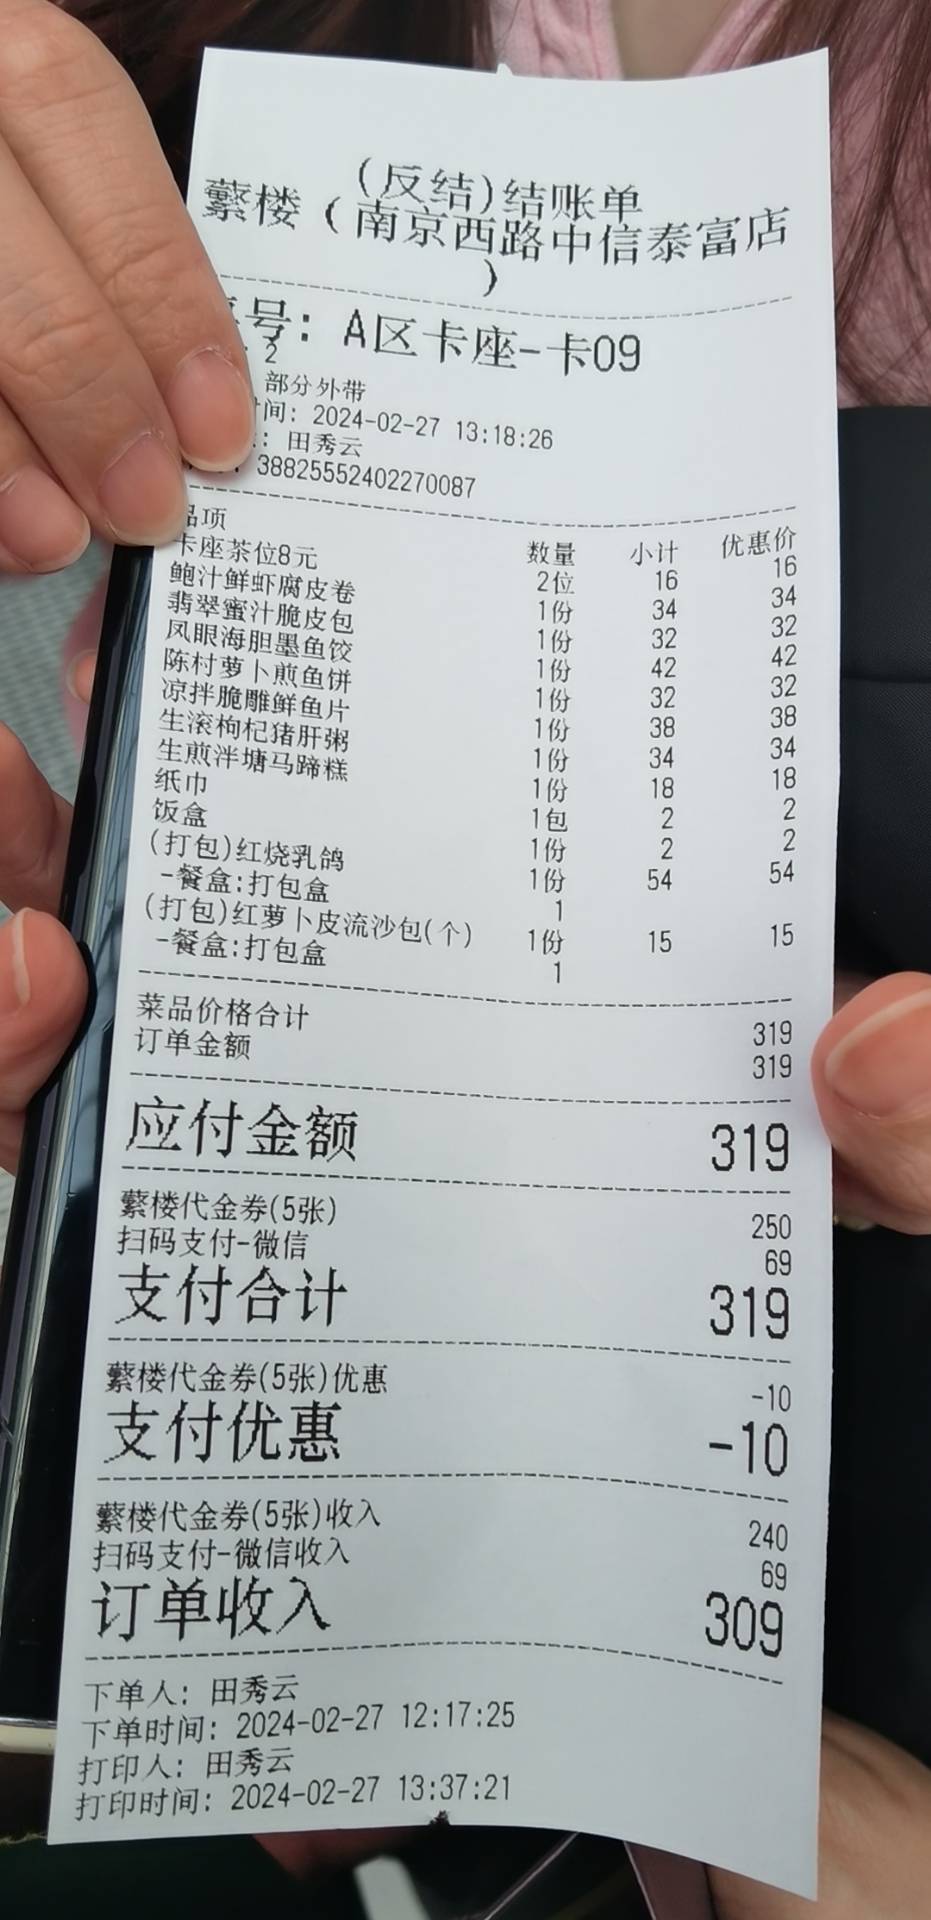 (反结)结账单
蘩楼（南京西路中信泰富店
）
号: A区卡座-卡09
: 2
部分外带
时间: 2024-02-27 13:18:26
: 田秀云
38825552402270087
品项 数量 小计 优惠价
卡座茶位8元 2位 16 16
鲍汁鲜虾腐皮卷 1份 34 34
翡翠蜜汁脆皮包 1份 32 32
凤眼海胆墨鱼饺 1份 42 42
陈村萝卜煎鱼饼 1份 32 32
凉拌脆雕鲜鱼片 1份 38 38
生滚枸杞猪肝粥 1份 34 34
生煎泮塘马蹄糕 1份 18 18
纸巾 1包 2 2
饭盒 1份 2 2
(打包)红烧乳鸽 1份 54 54
-餐盒:打包盒 1
(打包)红萝卜皮流沙包(个) 1份 15 15
-餐盒:打包盒 1
菜品价格合计 319
订单金额 319
应付金额 319
蘩楼代金券(5张) 250
扫码支付-微信 69
支付合计 319
蘩楼代金券(5张)优惠 -10
支付优惠 -10
蘩楼代金券(5张)收入 240
扫码支付-微信收入 69
订单收入 309
下单人: 田秀云
下单时间: 2024-02-27 12:17:25
打印人: 田秀云
打印时间: 2024-02-27 13:37:21